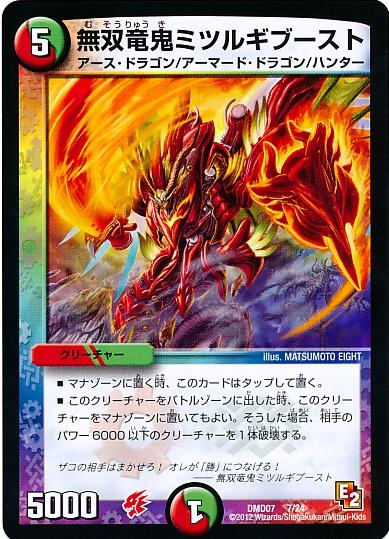 5
む そうりゅう き
無双竜鬼ミツルギブースト
アース・ドラゴン/アーマード・ドラゴン/ハンター
illus. MATSUMOTO EIGHT
クリーチャー
■ マナゾーンに置く時、このカードはタップして置く。
■ このクリーチャーをバトルゾーンに出した時、このクリー
チャーをマナゾーンに置いてもよい。そうした場合、相手の
パワー6000以下のクリーチャーを1体破壊する。
ザコの相手はまかせろ! オレが「勝」につなげる!
── 無双竜鬼ミツルギブースト
5000
1
DMD07 7/24
E2
©2012 Wizards/Shogakukan/Mitsui-Kids